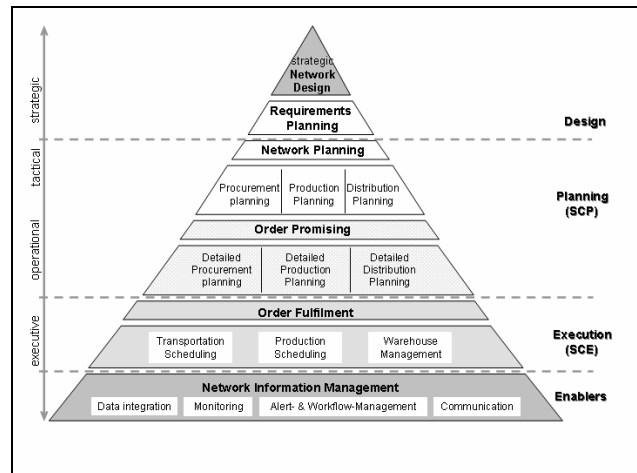 strategic
Network
Design
Requirements
Planning
Network Planning
Procurement
planning
Production
Planning
Distribution
Planning
Order Promising
Detailed
Procurement
planning
Detailed
Production
Planning
Detailed
Distribution
Planning
Order Fulfilment
Transportation
Scheduling
Production
Scheduling
Warehouse
Management
Network Information Management
Data integration
Monitoring
Alert- & Workflow-Management
Communication
strategic
tactical
operational
executive
Design
Planning
(SCP)
Execution
(SCE)
Enablers